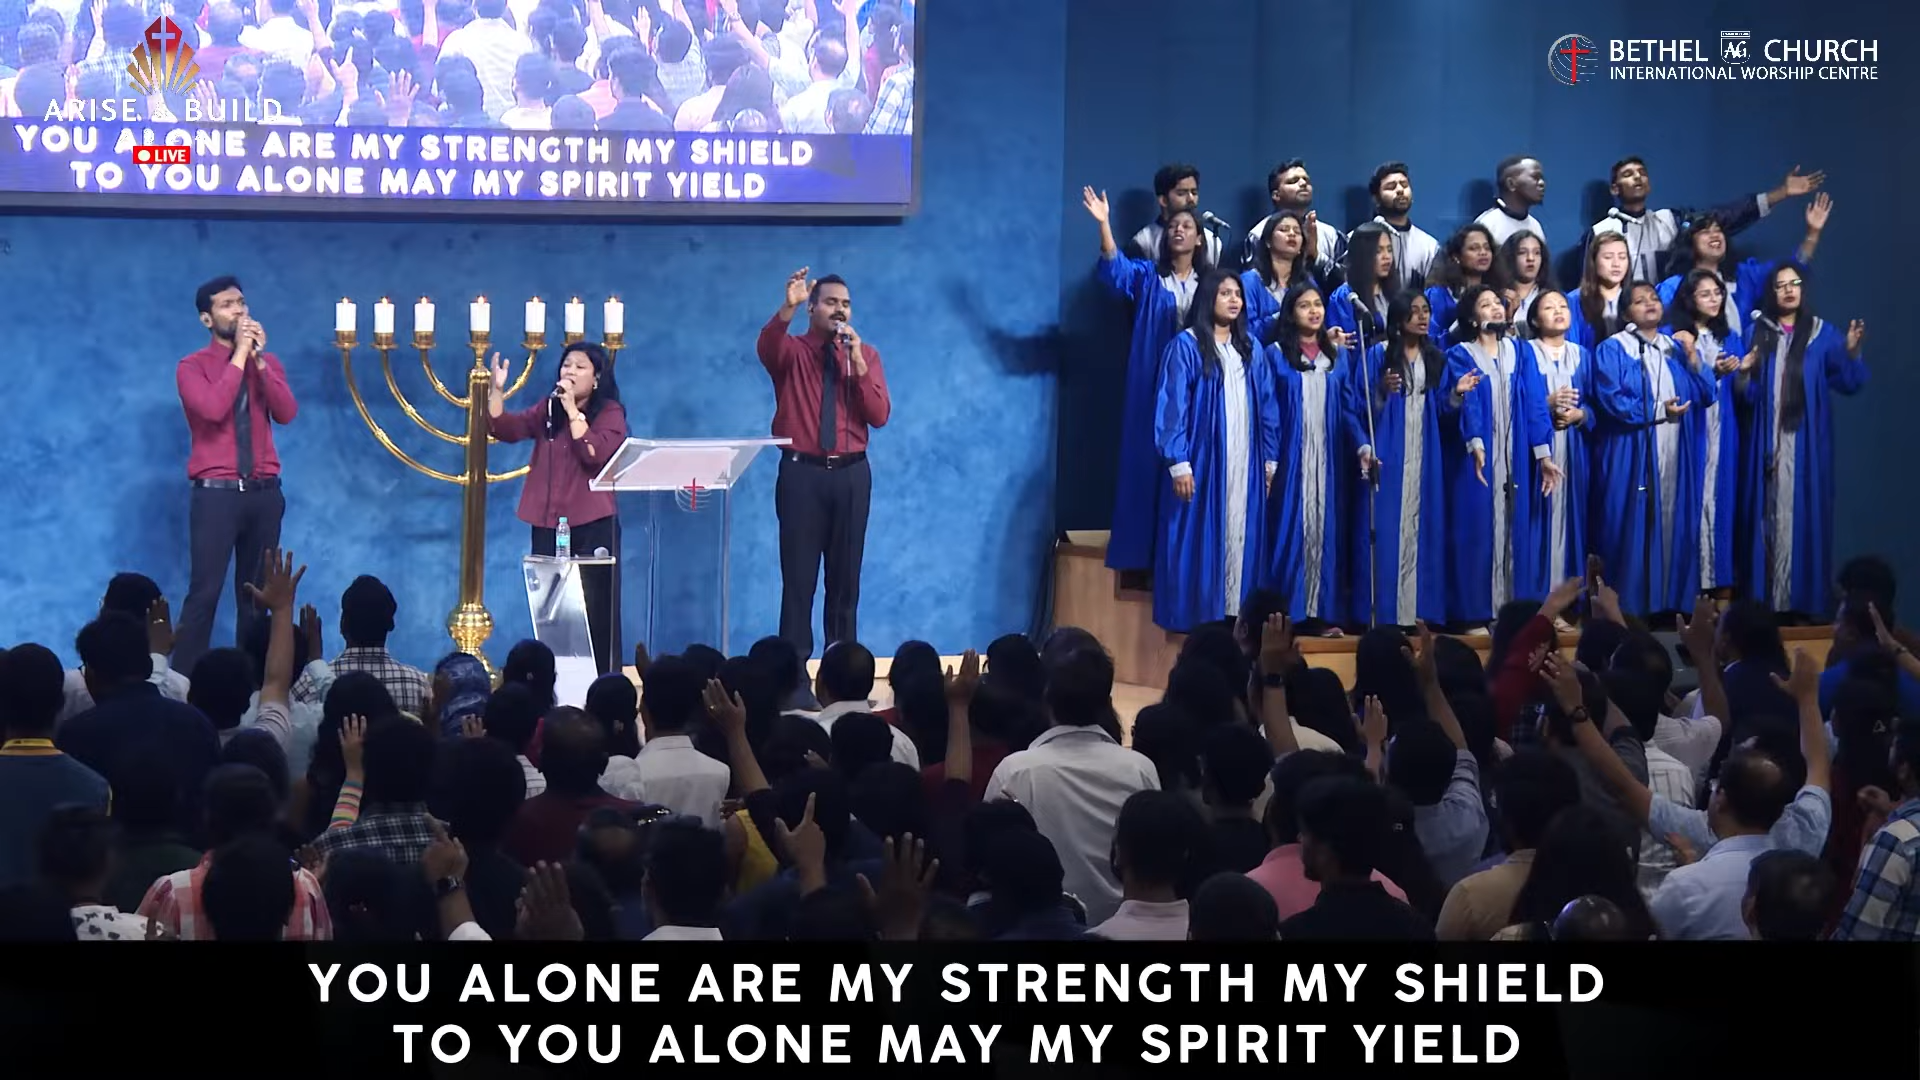 ARISE & BUILD
YOU ALONE ARE MY STRENGTH MY SHIELD
LIVE
TO YOU ALONE MAY MY SPIRIT YIELD
BETHEL AG CHURCH
INTERNATIONAL WORSHIP CENTRE
YOU ALONE ARE MY STRENGTH MY SHIELD
TO YOU ALONE MAY MY SPIRIT YIELD